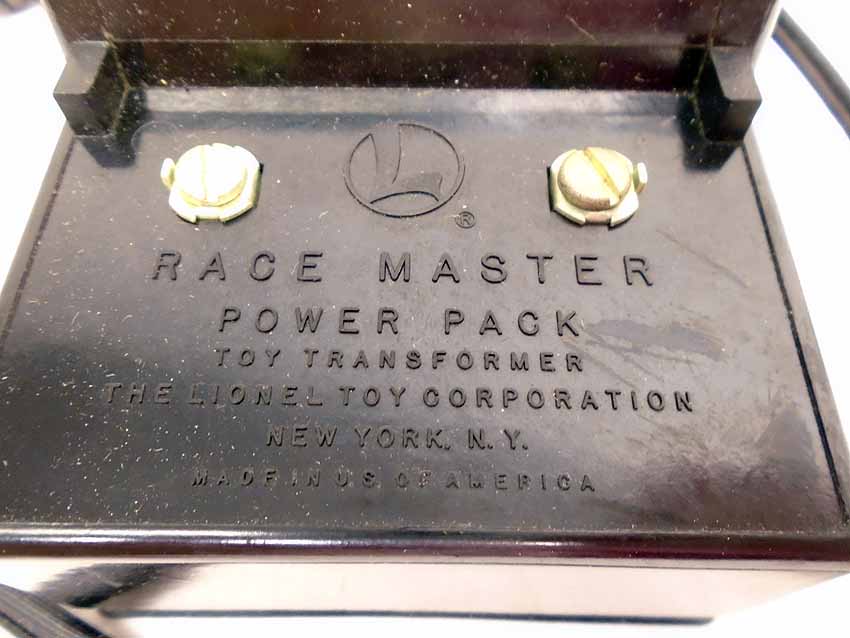 L
®
RACE MASTER
POWER PACK
TOY TRANSFORMER
THE LIONEL TOY CORPORATION
NEW YORK, N.Y.
MADE IN U.S. OF AMERICA